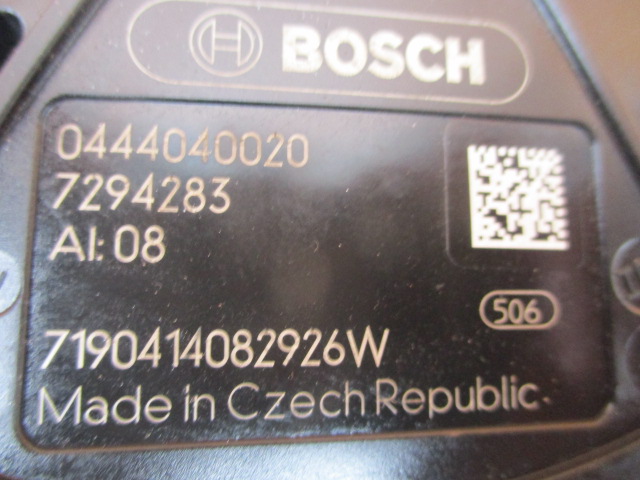 BOSCH
0444040020
7294283
AI: 08
506
7190414082926W
Made in Czech Republic